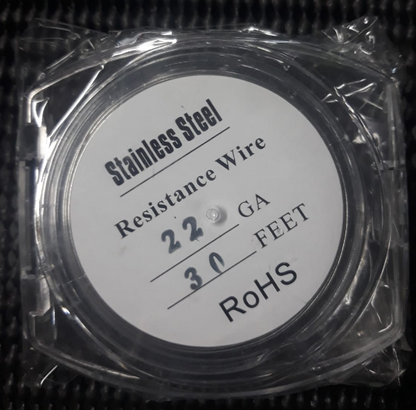 Stainless Steel
Resistance Wire
22 GA
30 FEET
RoHS